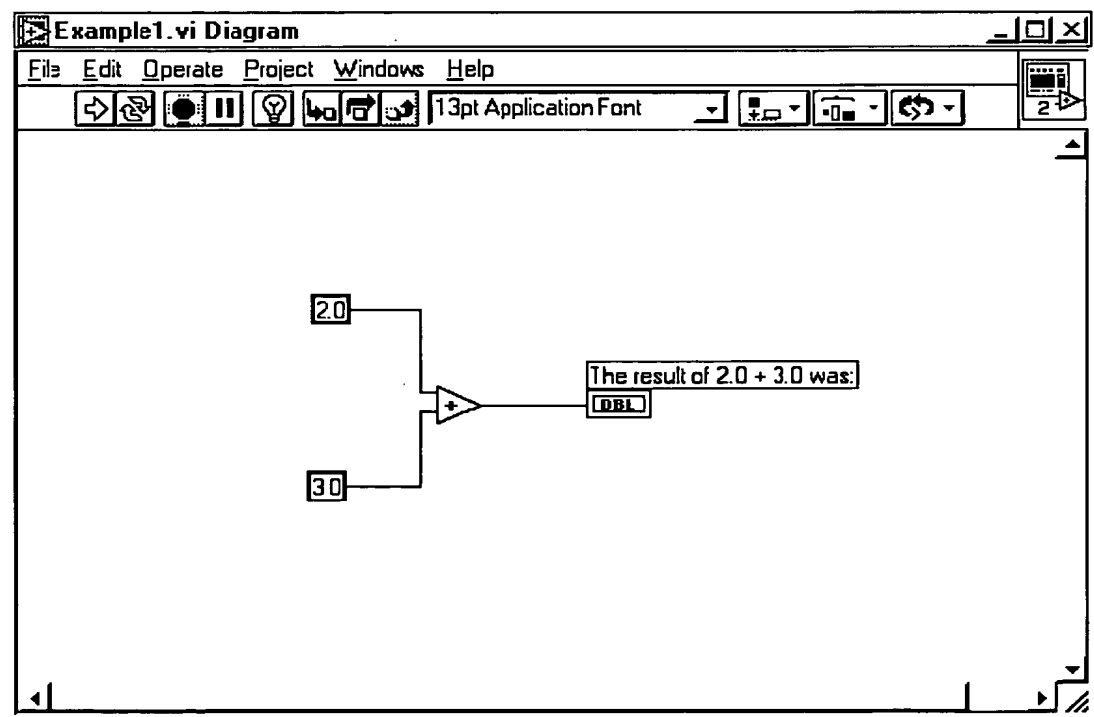 Example1.vi Diagram
File Edit Operate Project Windows Help
13pt Application Font
2
2.0
The result of 2.0 + 3.0 was:
+
DBL
3.0